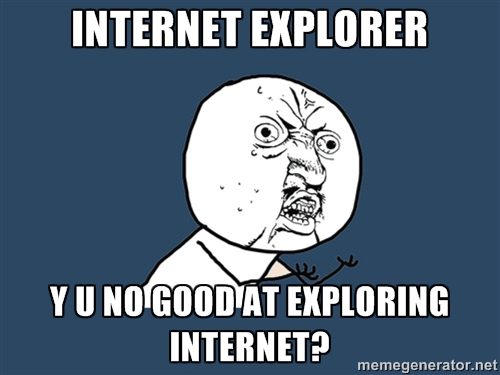 INTERNET EXPLORER
Y U NO GOOD AT EXPLORING
INTERNET?
memegenerator.net